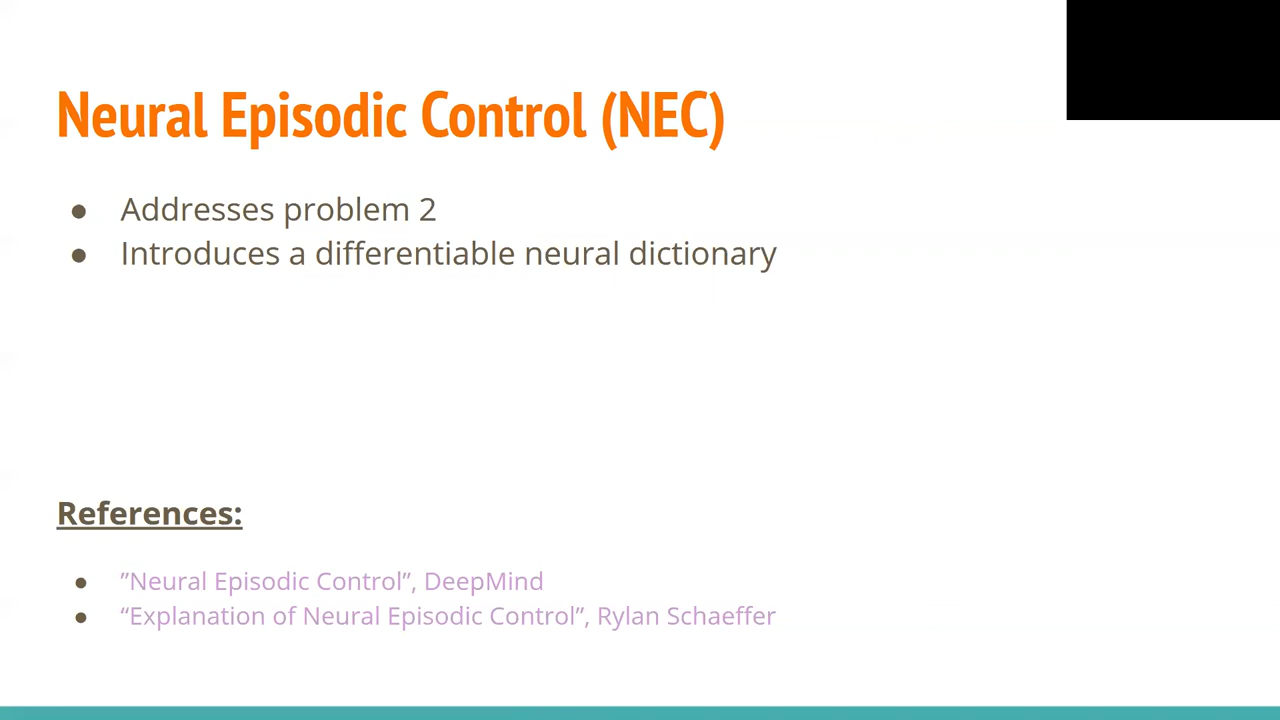 Neural Episodic Control (NEC)
● Addresses problem 2
● Introduces a differentiable neural dictionary
References:
● ”Neural Episodic Control”, DeepMind
● “Explanation of Neural Episodic Control”, Rylan Schaeffer